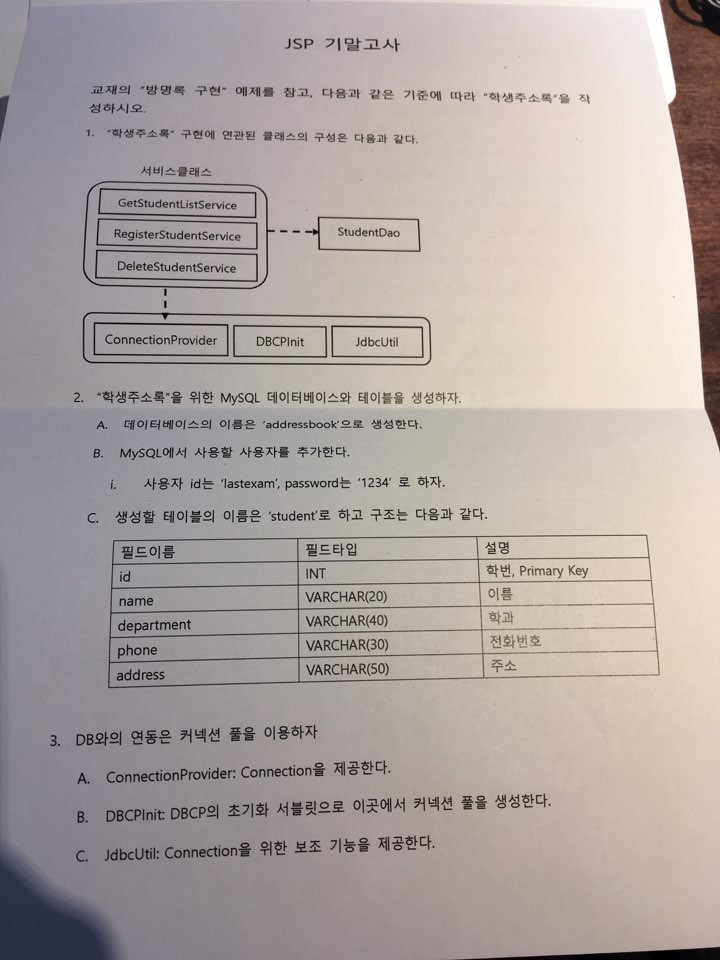 JSP 기말고사
교재의 "방명록 구현" 예제를 참고, 다음과 같은 기준에 따라 "학생주소록"을 작
성하시오.
1. "학생주소록" 구현에 연관된 클래스의 구성은 다음과 같다.
서비스클래스
GetStudentListService
RegisterStudentService
StudentDao
DeleteStudentService
ConnectionProvider DBCPInit JdbcUtil
2. "학생주소록"을 위한 MySQL 데이터베이스와 테이블을 생성하자.
A. 데이터베이스의 이름은 'addressbook'으로 생성한다.
B. MySQL에서 사용할 사용자를 추가한다.
i. 사용자 id는 'lastexam', password는 '1234' 로 하자.
C. 생성할 테이블의 이름은 'student'로 하고 구조는 다음과 같다.
필드이름 필드타입 설명
id INT 학번, Primary Key
name VARCHAR(20) 이름
department VARCHAR(40) 학과
phone VARCHAR(30) 전화번호
address VARCHAR(50) 주소
3. DB와의 연동은 커넥션 풀을 이용하자
A. ConnectionProvider: Connection을 제공한다.
B. DBCPInit: DBCP의 초기화 서블릿으로 이곳에서 커넥션 풀을 생성한다.
C. JdbcUtil: Connection을 위한 보조 기능을 제공한다.